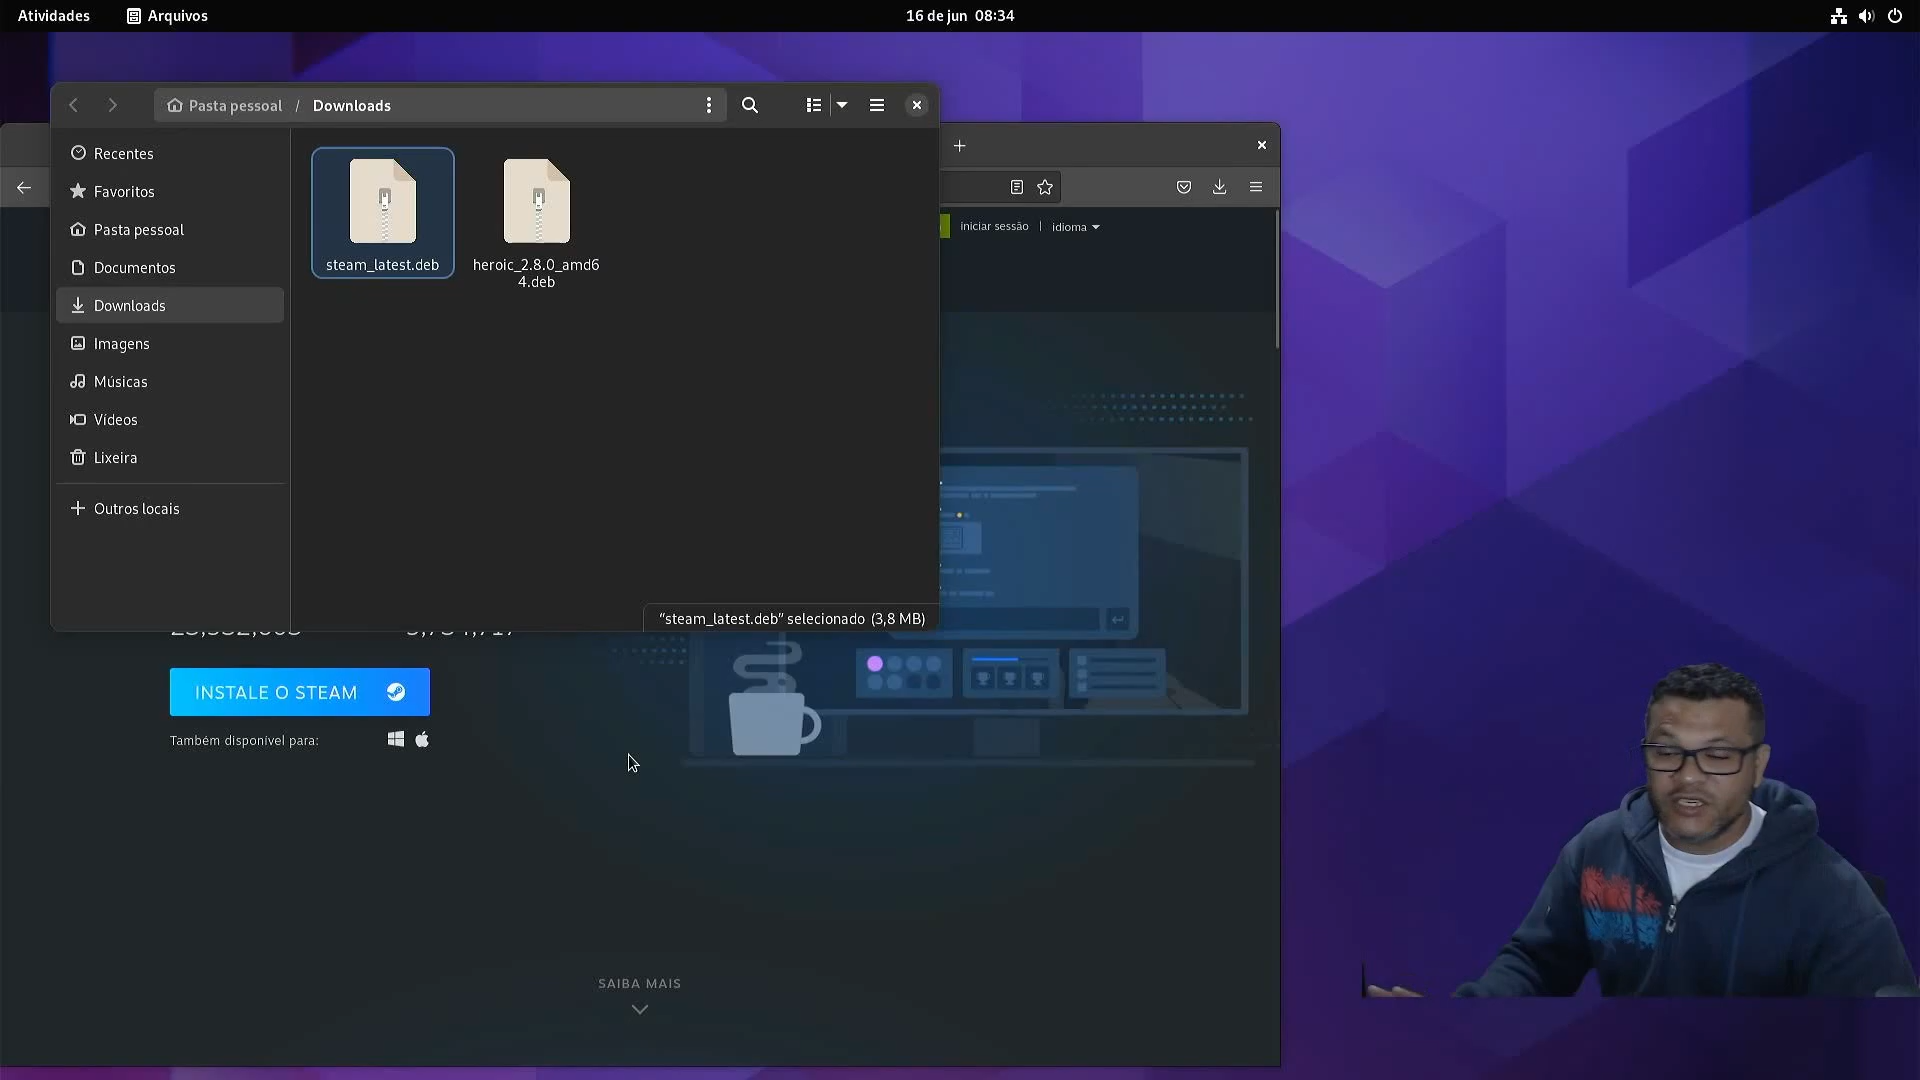 Atividades
Arquivos
16 de jun 08:34
Pasta pessoal / Downloads
Recentes
Favoritos
Pasta pessoal
Documentos
Downloads
Imagens
Músicas
Vídeos
Lixeira
Outros locais
steam_latest.deb
heroic_2.8.0_amd6
4.deb
“steam_latest.deb” selecionado (3,8 MB)
iniciar sessão | idioma
INSTALE O STEAM
Também disponível para:
SAIBA MAIS